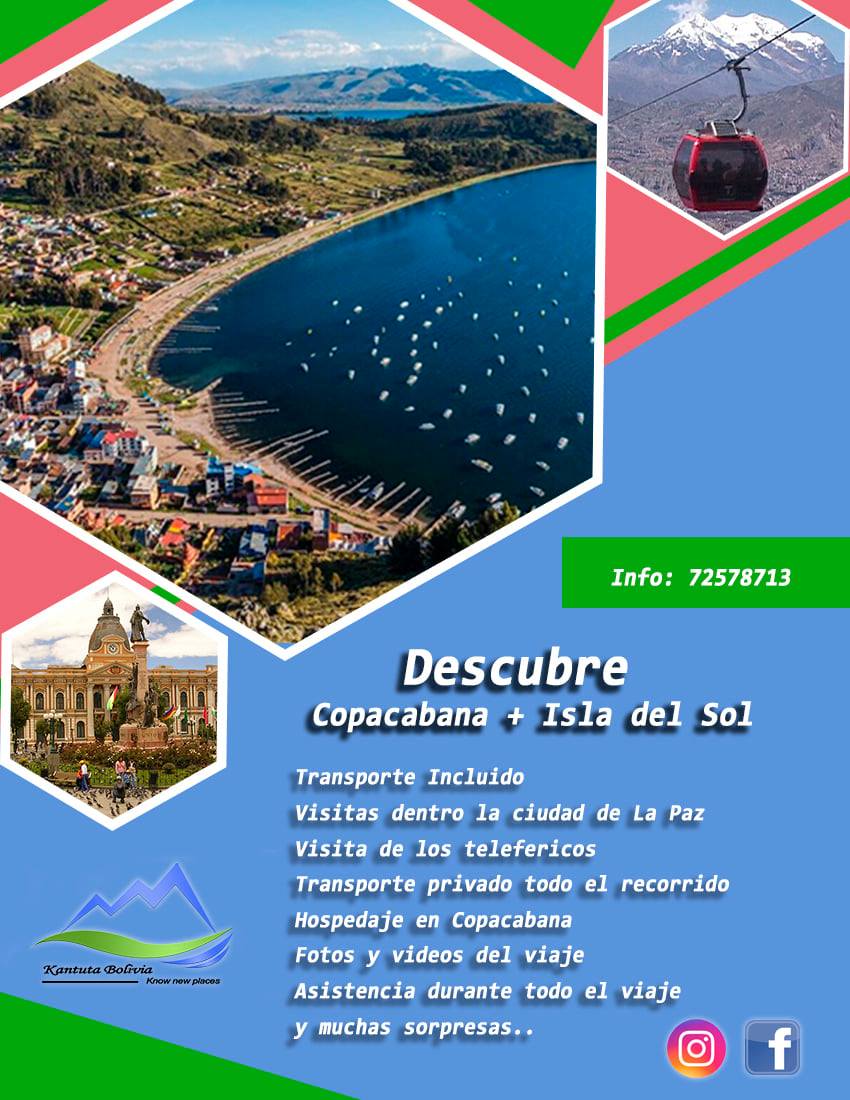 Info: 72578713
Descubre
Copacabana + Isla del Sol
Transporte Incluido
Visitas dentro la ciudad de La Paz
Visita de los telefericos
Transporte privado todo el recorrido
Hospedaje en Copacabana
Fotos y videos del viaje
Asistencia durante todo el viaje
y muchas sorpresas..
Kantuta Bolivia
Know new places
f